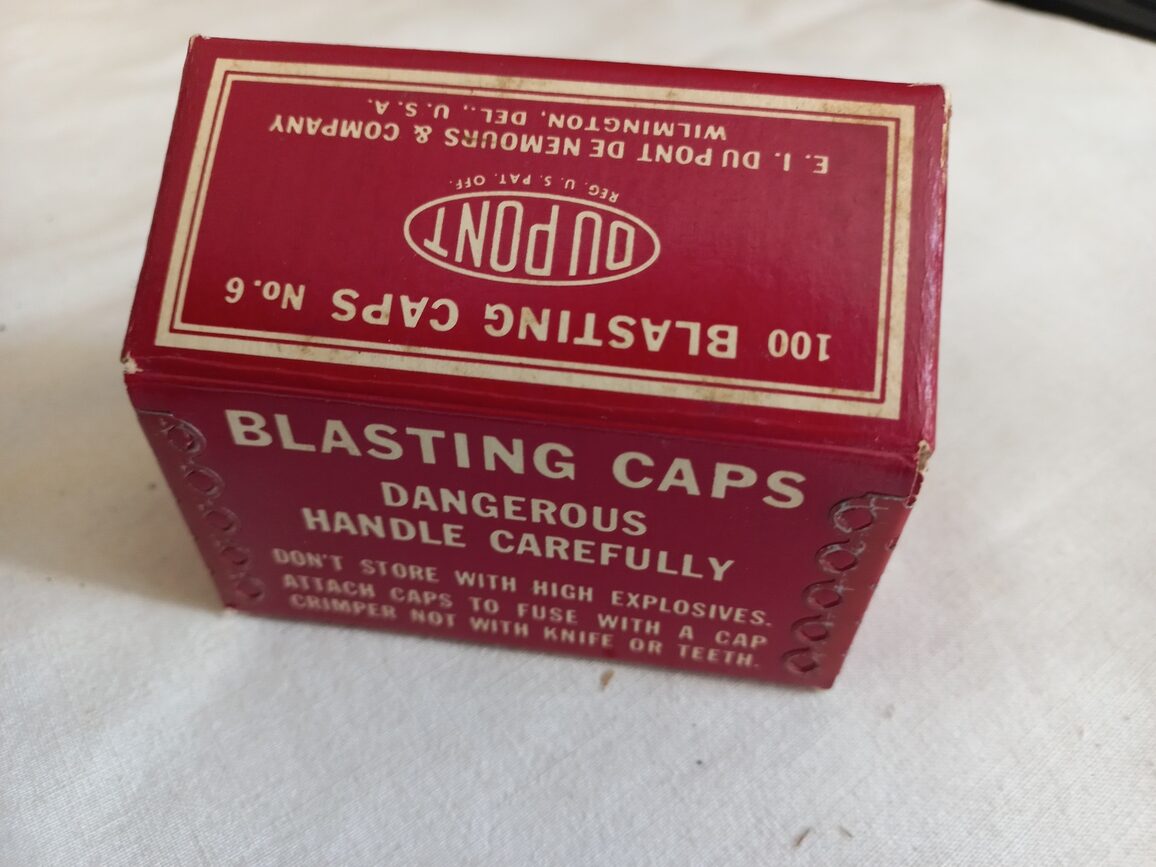 E. I. DU PONT DE NEMOURS & COMPANY
WILMINGTON, DEL., U. S. A.
REG. U. S. PAT. OFF.
DU PONT
100 BLASTING CAPS No. 6
BLASTING CAPS
DANGEROUS
HANDLE CAREFULLY
DON'T STORE WITH HIGH EXPLOSIVES.
ATTACH CAPS TO FUSE WITH A CAP
CRIMPER NOT WITH KNIFE OR TEETH.